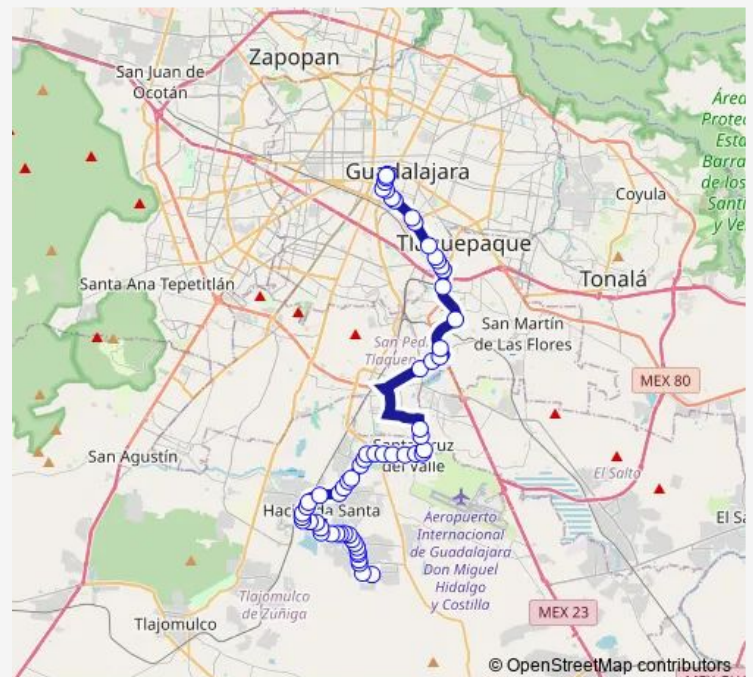 Zapopan
San Juan de
Ocotán
Área
Prote
Esta
Barra
de los
Santi
y Ve
Guadalajara
Coyula
Tlaquepaque
Santa Ana Tepetitlán
Tonalá
San Martín
de Las Flores
San Ped
Tlaquep
MEX 80
San Agustín
Santa Cruz
del Valle
El Salto
Hacienda Santa
El Sa
Aeropuerto
Internacional
de Guadalajara
Don Miguel
Hidalgo
y Costilla
Tlajomulco
de Zúñiga
Tlajomulco
MEX 23
© OpenStreetMap contributors